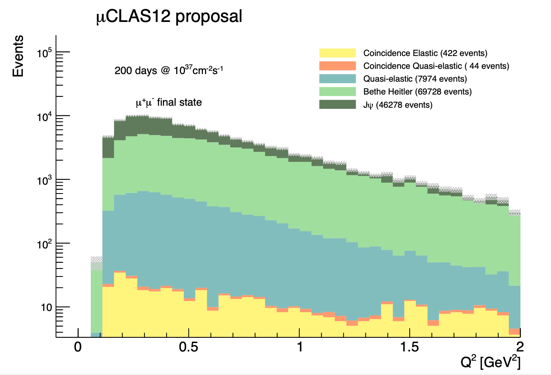 μCLAS12 proposal
Events
10⁵
10⁴
10³
10²
10
200 days @ 10³⁷cm⁻²s⁻¹
μ⁺μ⁻ final state
Coincidence Elastic (422 events)
Coincidence Quasi-elastic ( 44 events)
Quasi-elastic (7974 events)
Bethe Heitler (69728 events)
Jψ (46278 events)
0 0.5 1 1.5 2
Q² [GeV²]